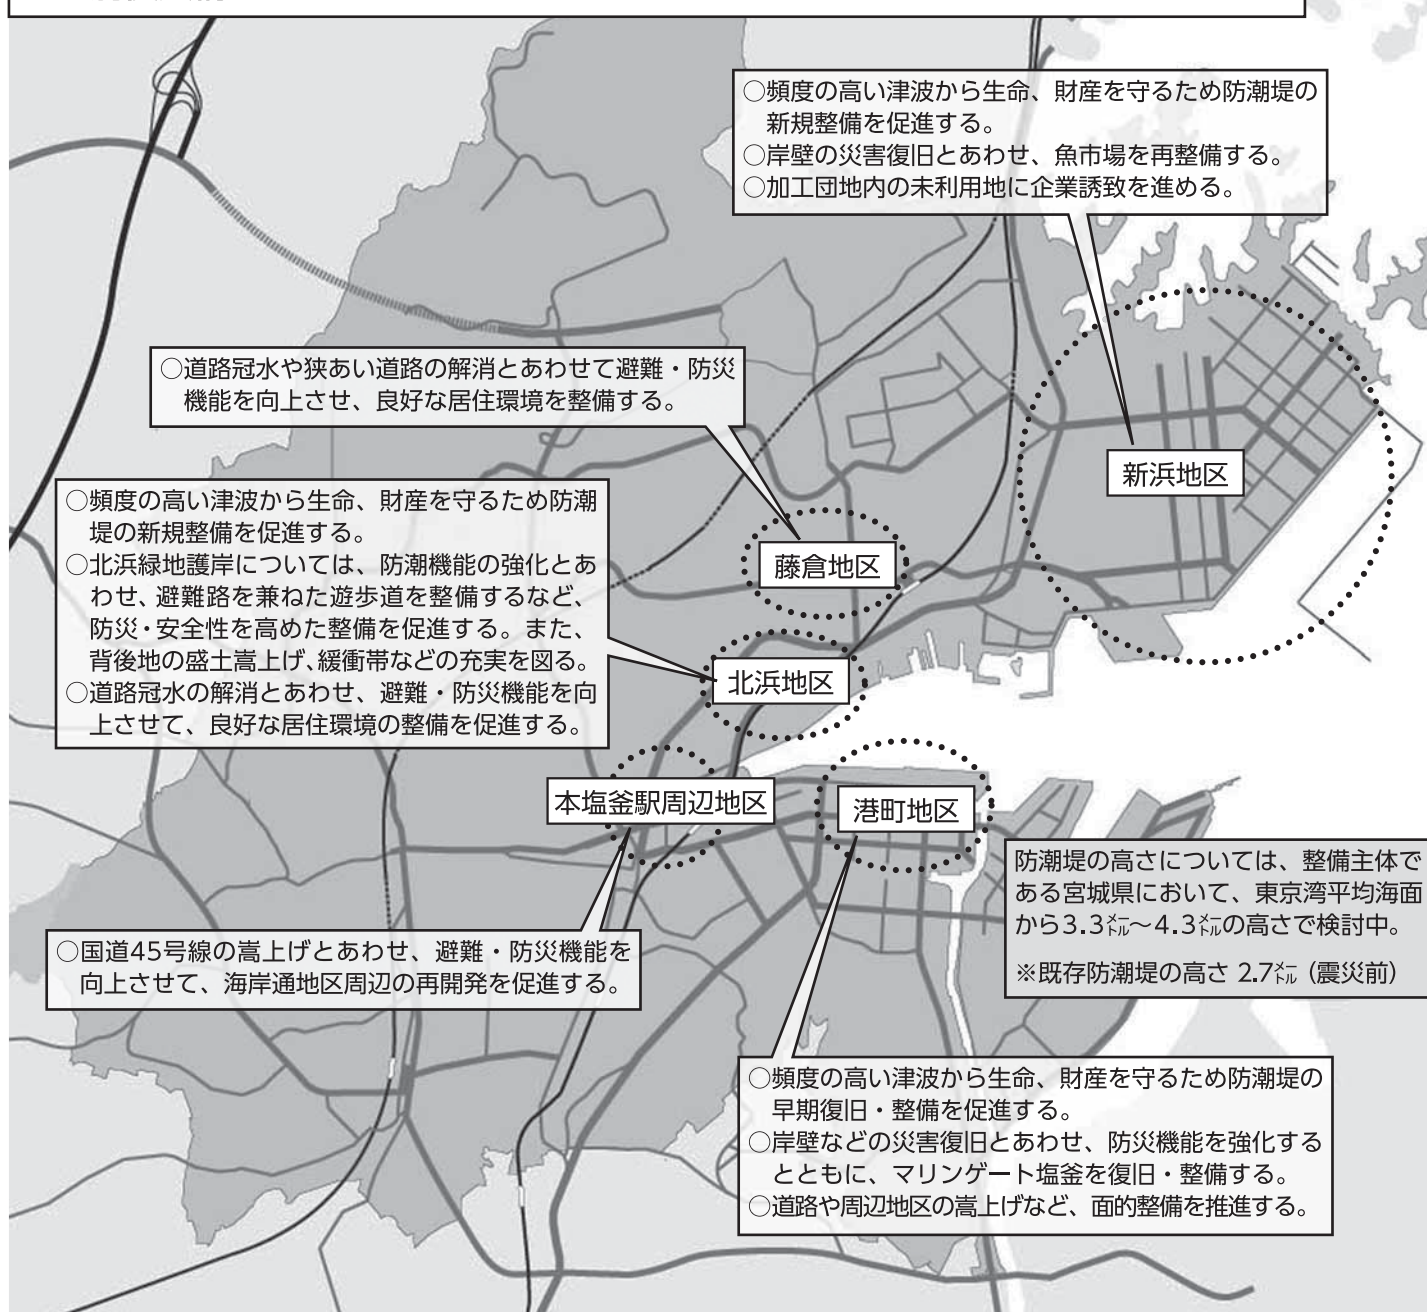 ○頻度の高い津波から生命、財産を守るため防潮堤の
新規整備を促進する。
○岸壁の災害復旧とあわせ、魚市場を再整備する。
○加工団地内の未利用地に企業誘致を進める。
○道路冠水や狭あい道路の解消とあわせて避難・防災
機能を向上させ、良好な居住環境を整備する。
新浜地区
○頻度の高い津波から生命、財産を守るため防潮
堤の新規整備を促進する。
○北浜緑地護岸については、防潮機能の強化とあ
わせ、避難路を兼ねた遊歩道を整備するなど、
防災・安全性を高めた整備を促進する。また、
背後地の盛土嵩上げ、緩衝帯などの充実を図る。
○道路冠水の解消とあわせ、避難・防災機能を向
上させて、良好な居住環境の整備を促進する。
藤倉地区
北浜地区
本塩釜駅周辺地区
港町地区
防潮堤の高さについては、整備主体で
ある宮城県において、東京湾平均海面
から3.3㍍〜4.3㍍の高さで検討中。
※既存防潮堤の高さ 2.7㍍（震災前）
○国道45号線の嵩上げとあわせ、避難・防災機能を
向上させて、海岸通地区周辺の再開発を促進する。
○頻度の高い津波から生命、財産を守るため防潮堤の
早期復旧・整備を促進する。
○岸壁などの災害復旧とあわせ、防災機能を強化する
とともに、マリンゲート塩釜を復旧・整備する。
○道路や周辺地区の嵩上げなど、面的整備を推進する。